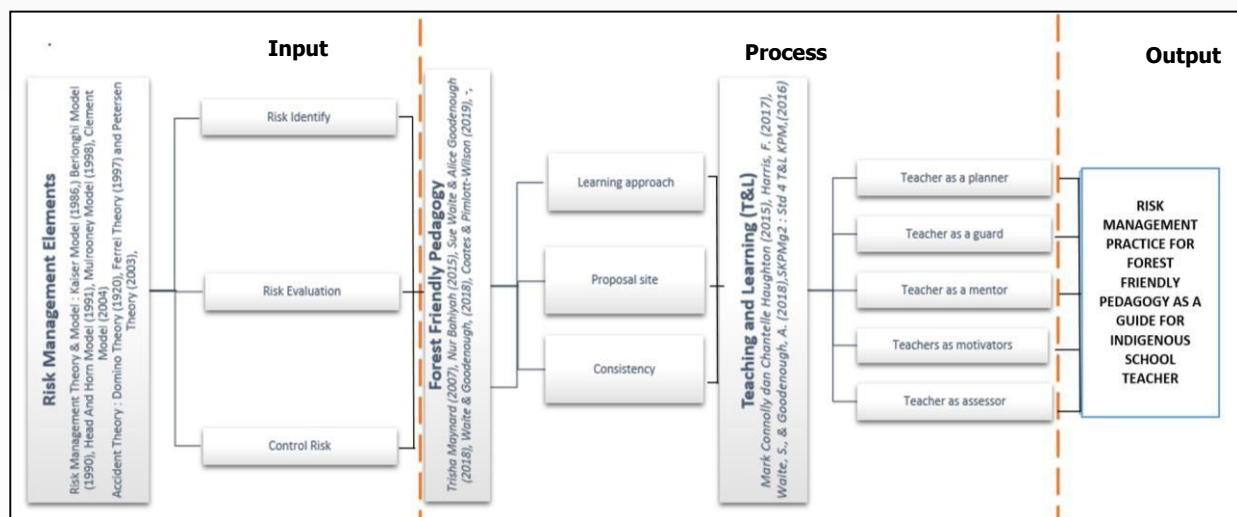 Input
Process
Output
Risk Management Elements
Risk Management Theory & Model : Kaiser Model (1986,) Berlonghi Model
(1990), Head And Horn Model (1991), Mulrooney Model (1998), Clement
Model (2004)
Accident Theory : Domino Theory (1920), Ferrel Theory (1997) and Petersen
Theory (2003),
Risk Identify
Risk Evaluation
Control Risk
Forest Friendly Pedagogy
Trisha Maynard (2007), Nur Bahiyah (2015), Sue Waite & Alice Goodenough
(2018), Waite & Goodenough, (2018), Coates & Pimlott-Wilson (2019), -,
Learning approach
Proposal site
Consistency
Teaching and Learning (T&L)
Mark Connolly dan Chantelle Haughton (2015), Harris, F. (2017),
Waite, S., & Goodenough, A. (2018),SKPMg2 : Std 4 T&L KPM,(2016)
Teacher as a planner
Teacher as a guard
Teacher as a mentor
Teachers as motivators
Teacher as assessor
RISK
MANAGEMENT
PRACTICE FOR
FOREST
FRIENDLY
PEDAGOGY AS A
GUIDE FOR
INDIGENOUS
SCHOOL
TEACHER